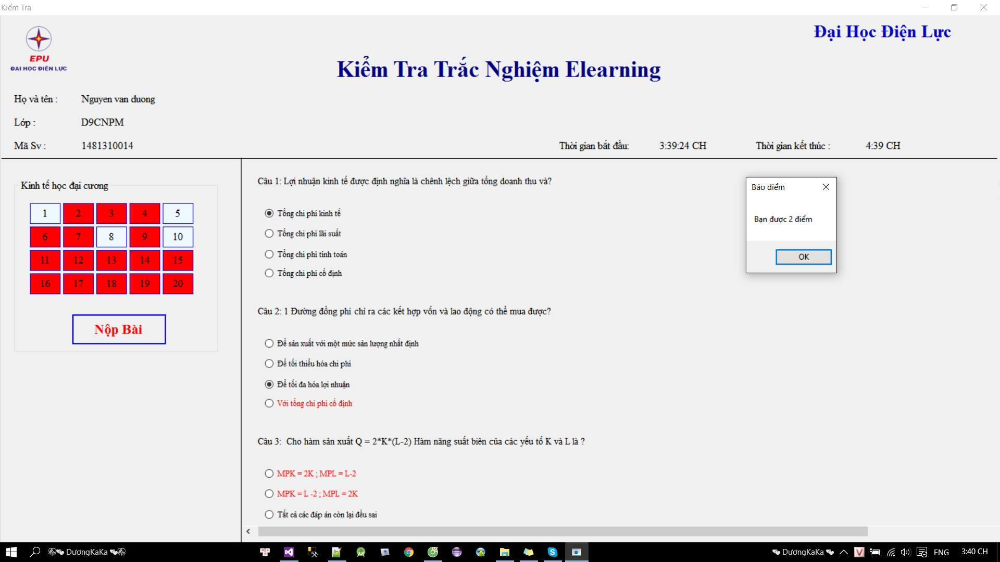 Kiểm Tra
Đại Học Điện Lực
EPU
ĐẠI HỌC ĐIỆN LỰC
Kiểm Tra Trắc Nghiệm Elearning
Họ và tên : Nguyen van duong
Lớp : D9CNPM
Mã Sv : 1481310014
Thời gian bắt đầu: 3:39:24 CH Thời gian kết thúc : 4:39 CH
Kinh tế học đại cương
1 2 3 4 5
6 7 8 9 10
11 12 13 14 15
16 17 18 19 20
Nộp Bài
Câu 1: Lợi nhuận kinh tế được định nghĩa là chênh lệch giữa tổng doanh thu và?
Tổng chi phí kinh tế
Tổng chi phí lãi suất
Tổng chi phí tính toán
Tổng chi phí cố định
Câu 2: 1 Đường đồng phí chỉ ra các kết hợp vốn và lao động có thể mua được?
Để sản xuất với một mức sản lượng nhất định
Để tối thiểu hóa chi phí
Để tối đa hóa lợi nhuận
Với tổng chi phí cố định
Câu 3: Cho hàm sản xuất Q = 2*K*(L-2) Hàm năng suất biên của các yếu tố K và L là ?
MPK = 2K ; MPL = L-2
MPK = L -2 ; MPL = 2K
Tất cả các đáp án còn lại đều sai
Báo điểm
Bạn được 2 điểm
OK
DươngKaKa
DươngKaKa
ENG
3:40 CH